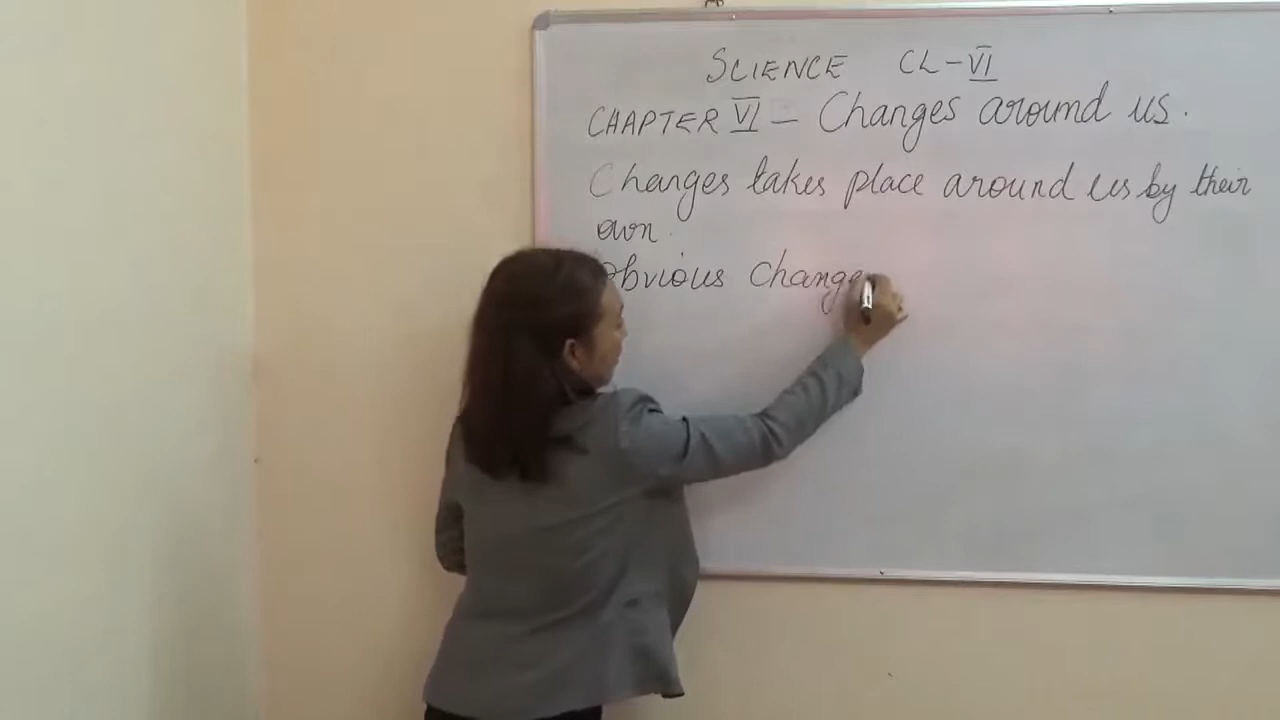 SCIENCE CL-VI
CHAPTER VI - Changes around us.
Changes takes place around us by their
own.
Obvious Change